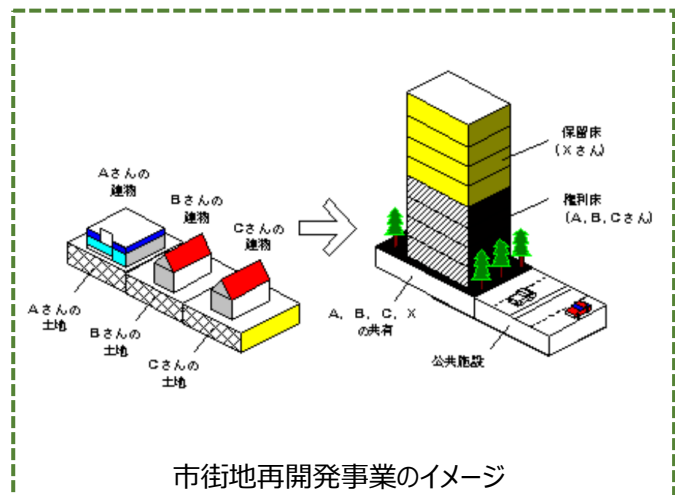 Aさんの
建物
Bさんの
建物
Cさんの
建物
Aさんの
土地
Bさんの
土地
Cさんの
土地
保留床
(Xさん)
権利床
(A, B, Cさん)
A, B, C, X
の共有
公共施設
市街地再開発事業のイメージ